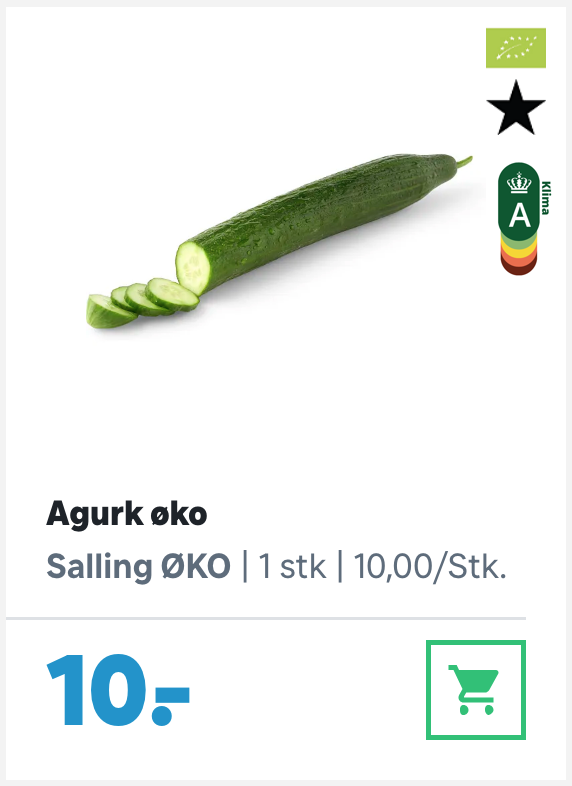 A
Klima
Agurk øko
Salling ØKO | 1 stk | 10,00/Stk.
10.-